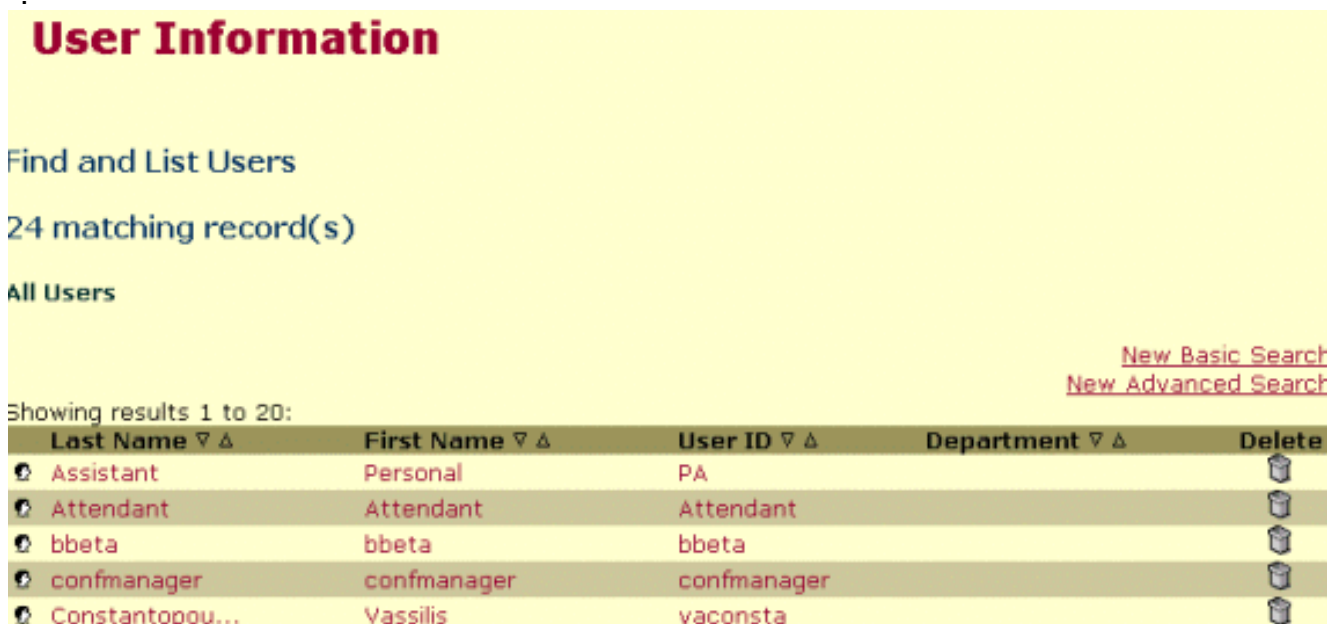 User Information
Find and List Users
24 matching record(s)
All Users
New Basic Search
New Advanced Search
Showing results 1 to 20:
Last Name ▽ △ First Name ▽ △ User ID ▽ △ Department ▽ △ Delete
Assistant Personal PA
Attendant Attendant Attendant
bbeta bbeta bbeta
confmanager confmanager confmanager
Constantopou... Vassilis vaconsta